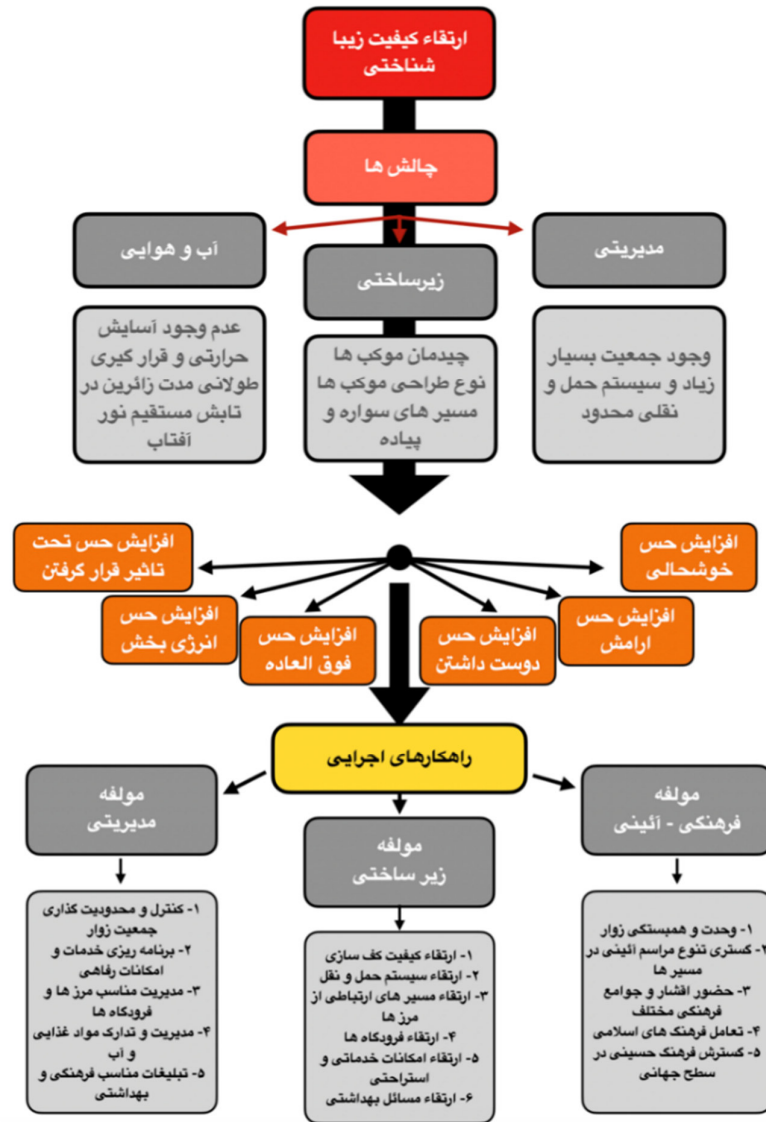 ارتقاء کیفیت زیبا
شناختی
چالش ها
مدیریتی
زیرساختی
آب و هوایی
وجود جمعیت بسیار
زیاد و سیستم حمل و
نقلی محدود
چیدمان موکب ها
نوع طراحی موکب ها
مسیر های سواره و
پیاده
عدم وجود آسایش
حرارتی و قرار گیری
طولانی مدت زائرین در
تابش مستقیم نور
آفتاب
افزایش حس
خوشحالی
افزایش حس
ارامش
افزایش حس
دوست داشتن
افزایش حس
فوق العاده
افزایش حس
انرژی بخش
افزایش حس تحت
تاثیر قرار گرفتن
راهکارهای اجرایی
مولفه
فرهنگی - آئینی
مولفه
زیر ساختی
مولفه
مدیریتی
۱- وحدت و همبستگی زوار
۲- گستری تنوع مراسم آئینی در
مسیر ها
۳- حضور اقشار و جوامع
فرهنگی مختلف
۴- تعامل فرهنگ های اسلامی
۵- گسترش فرهنگ حسینی در
سطح جهانی
۱- ارتقاء کیفیت کف سازی
۲- ارتقاء سیستم حمل و نقل
۳- ارتقاء مسیر های ارتباطی از
مرز ها
۴- ارتقاء فرودگاه ها
۵- ارتقاء امکانات خدماتی و
استراحتی
۶- ارتقاء مسائل بهداشتی
۱- کنترل و محدودیت گذاری
جمعیت زوار
۲- برنامه ریزی خدمات و
امکانات رفاهی
۳- مدیریت مناسب مرز ها و
فرودگاه ها
۴- مدیریت و تدارک مواد غذایی
و آب
۵- تبلیغات مناسب فرهنگی و
بهداشتی